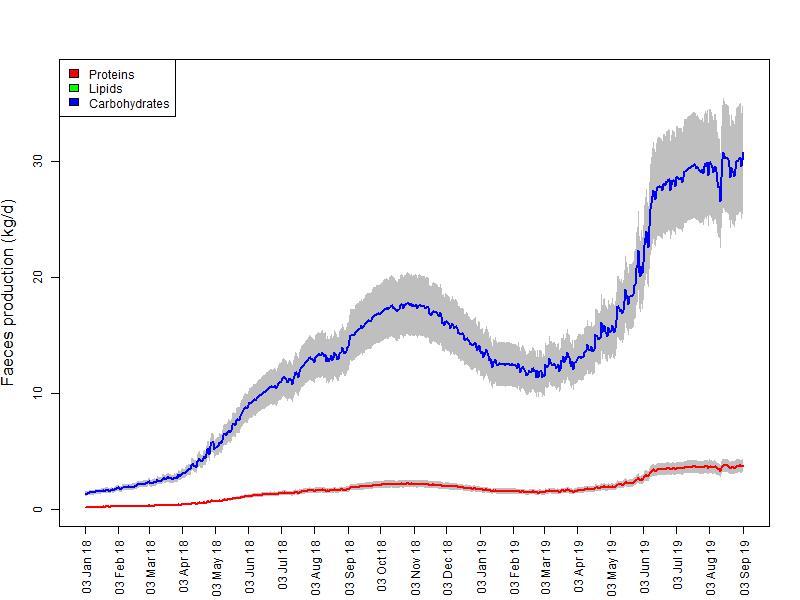 Proteins
Lipids
Carbohydrates
Faeces production (kg/d)
30
20
10
0
03 Jan 18
03 Feb 18
03 Mar 18
03 Apr 18
03 May 18
03 Jun 18
03 Jul 18
03 Aug 18
03 Sep 18
03 Oct 18
03 Nov 18
03 Dec 18
03 Jan 19
03 Feb 19
03 Mar 19
03 Apr 19
03 May 19
03 Jun 19
03 Jul 19
03 Aug 19
03 Sep 19